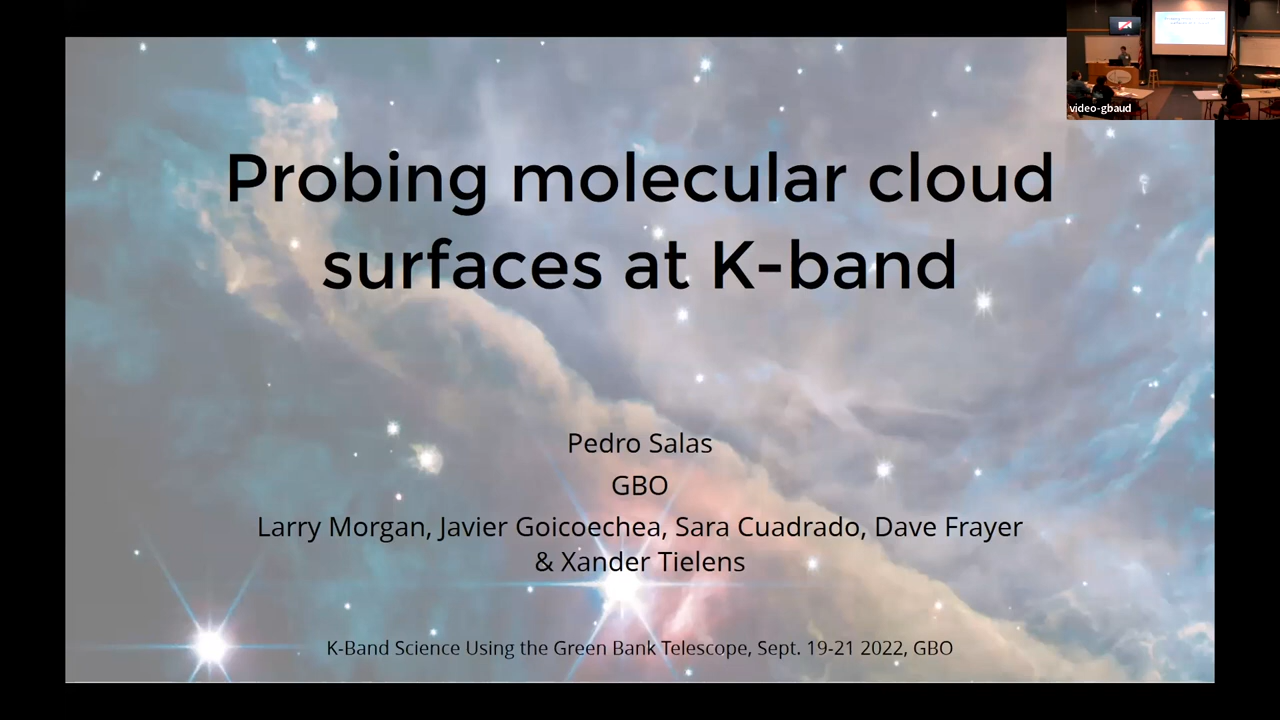 video-gbaud
Probing molecular cloud
surfaces at K-band
Pedro Salas
GBO
Larry Morgan, Javier Goicoechea, Sara Cuadrado, Dave Frayer
& Xander Tielens
K-Band Science Using the Green Bank Telescope, Sept. 19-21 2022, GBO